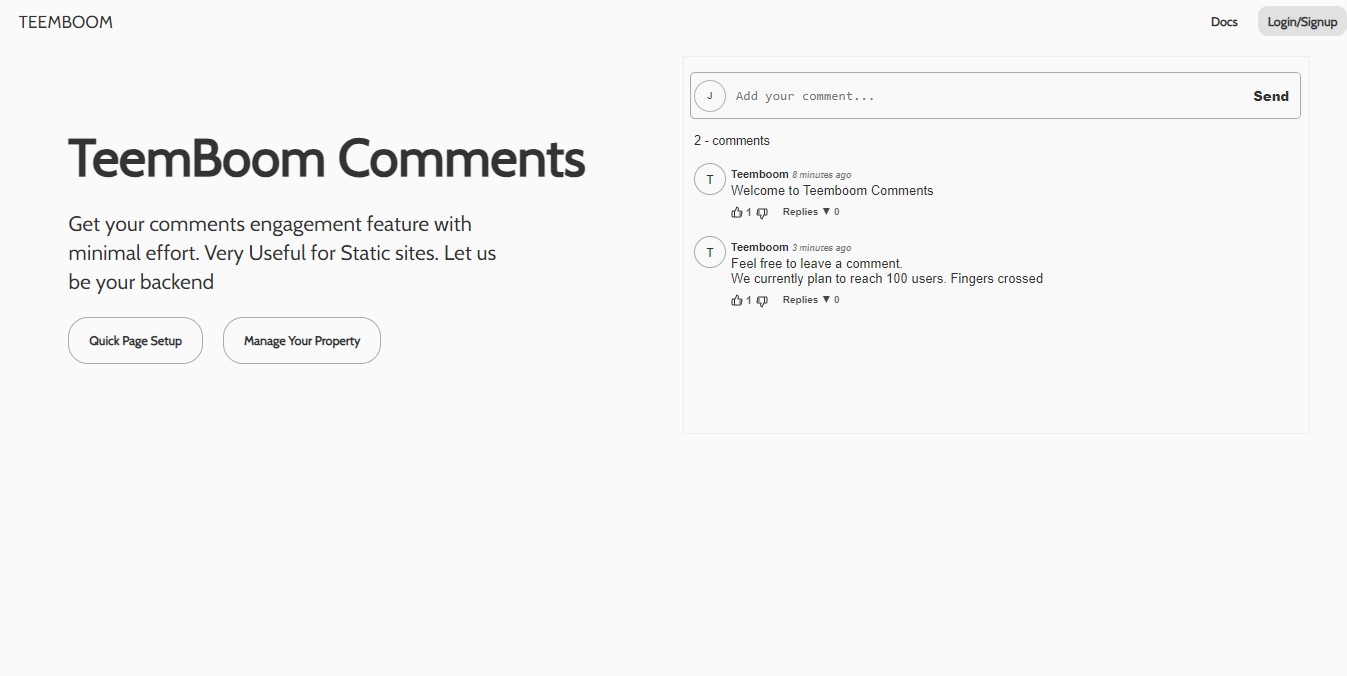 TEEMBOOM
Docs
Login/Signup
TeemBoom Comments
Get your comments engagement feature with
minimal effort. Very Useful for Static sites. Let us
be your backend
Quick Page Setup
Manage Your Property
J
Add your comment...
Send
2 - comments
T
Teemboom 8 minutes ago
Welcome to Teemboom Comments
1 Replies ▼ 0
T
Teemboom 3 minutes ago
Feel free to leave a comment.
We currently plan to reach 100 users. Fingers crossed
1 Replies ▼ 0